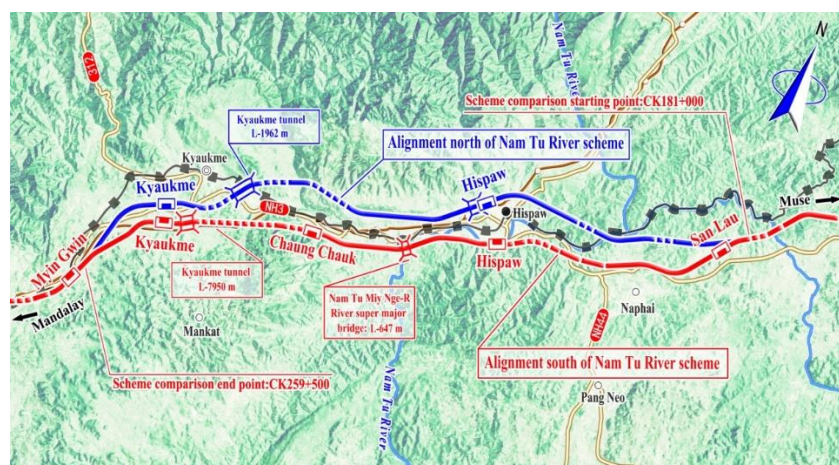 312
N
Nam Tu River
Scheme comparison starting point:CK181+000
Kyaukme tunnel
L-1962 m
Alignment north of Nam Tu River scheme
Kyaukme
Kyaukme
Hispaw
Hispaw
Muse
NH3
Myin Gwin
Kyaukme
Chaung Chauk
Hispaw
San Lau
Kyaukme tunnel
L-7950 m
Nam Tu Miy Nge-R
River super major
bridge: L-647 m
Mandalay
Mankat
Naphai
NH44
Alignment south of Nam Tu River scheme
Scheme comparison end point:CK259+500
Nam Tu River
Pang Neo